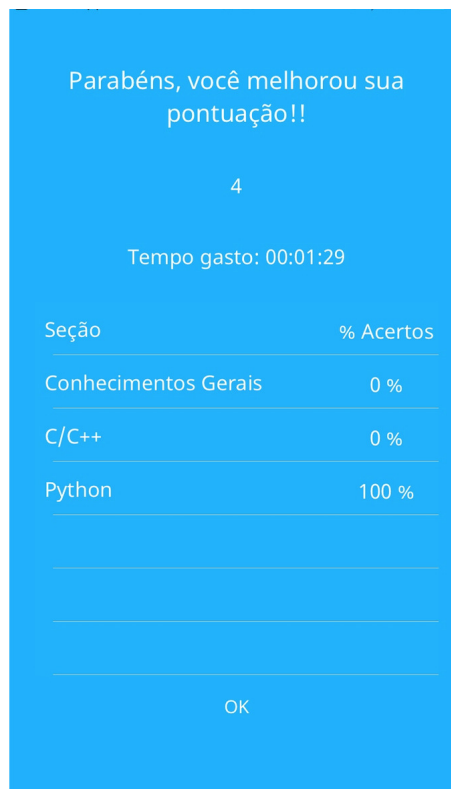 Parabéns, você melhorou sua
pontuação!!
4
Tempo gasto: 00:01:29
Seção % Acertos
Conhecimentos Gerais 0 %
C/C++ 0 %
Python 100 %
OK